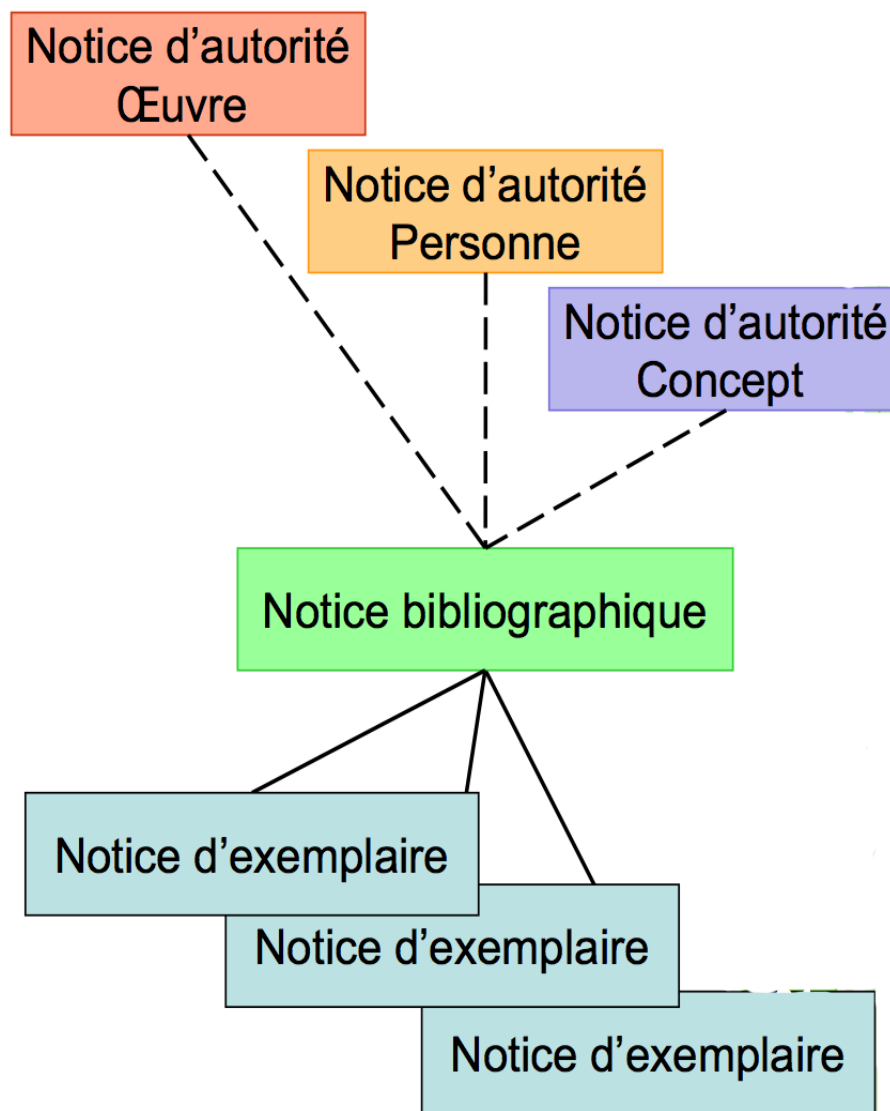 Notice d’autorité
Œuvre
Notice d’autorité
Personne
Notice d’autorité
Concept
Notice bibliographique
Notice d’exemplaire
Notice d’exemplaire
Notice d’exemplaire